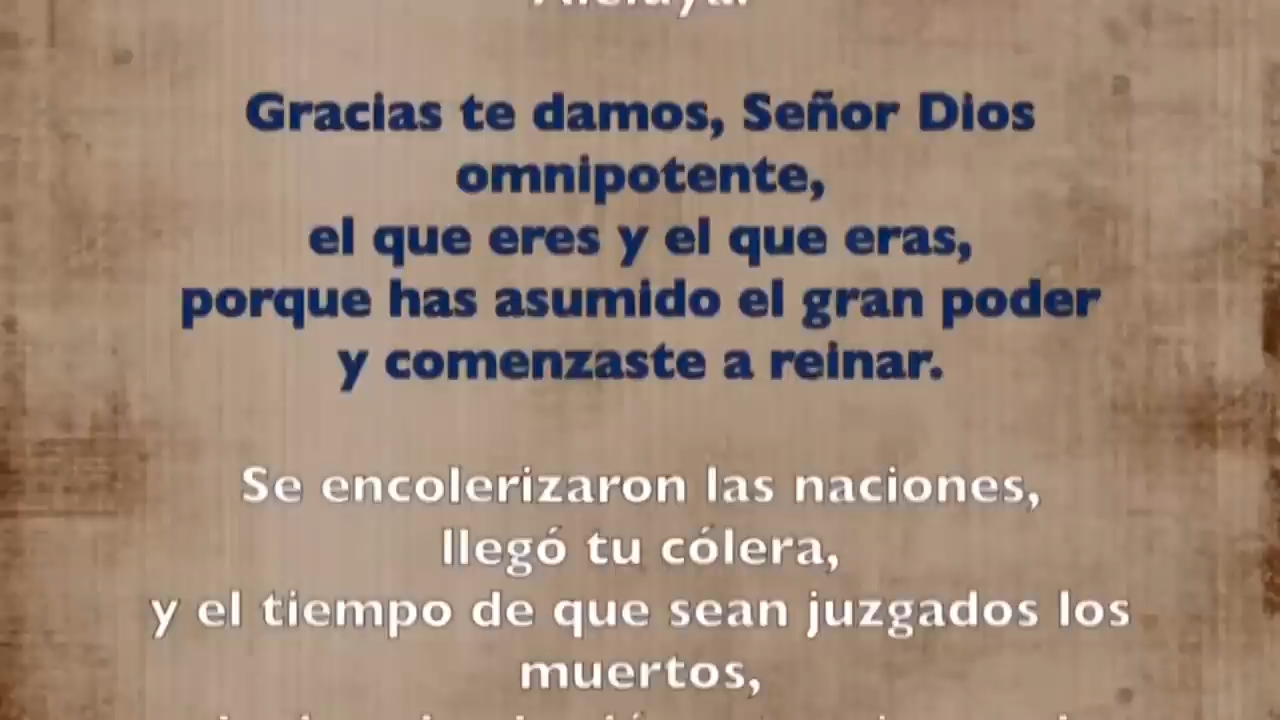 Gracias te damos, Señor Dios
omnipotente,
el que eres y el que eras,
porque has asumido el gran poder
y comenzaste a reinar.
Se encolerizaron las naciones,
llegó tu cólera,
y el tiempo de que sean juzgados los
muertos,